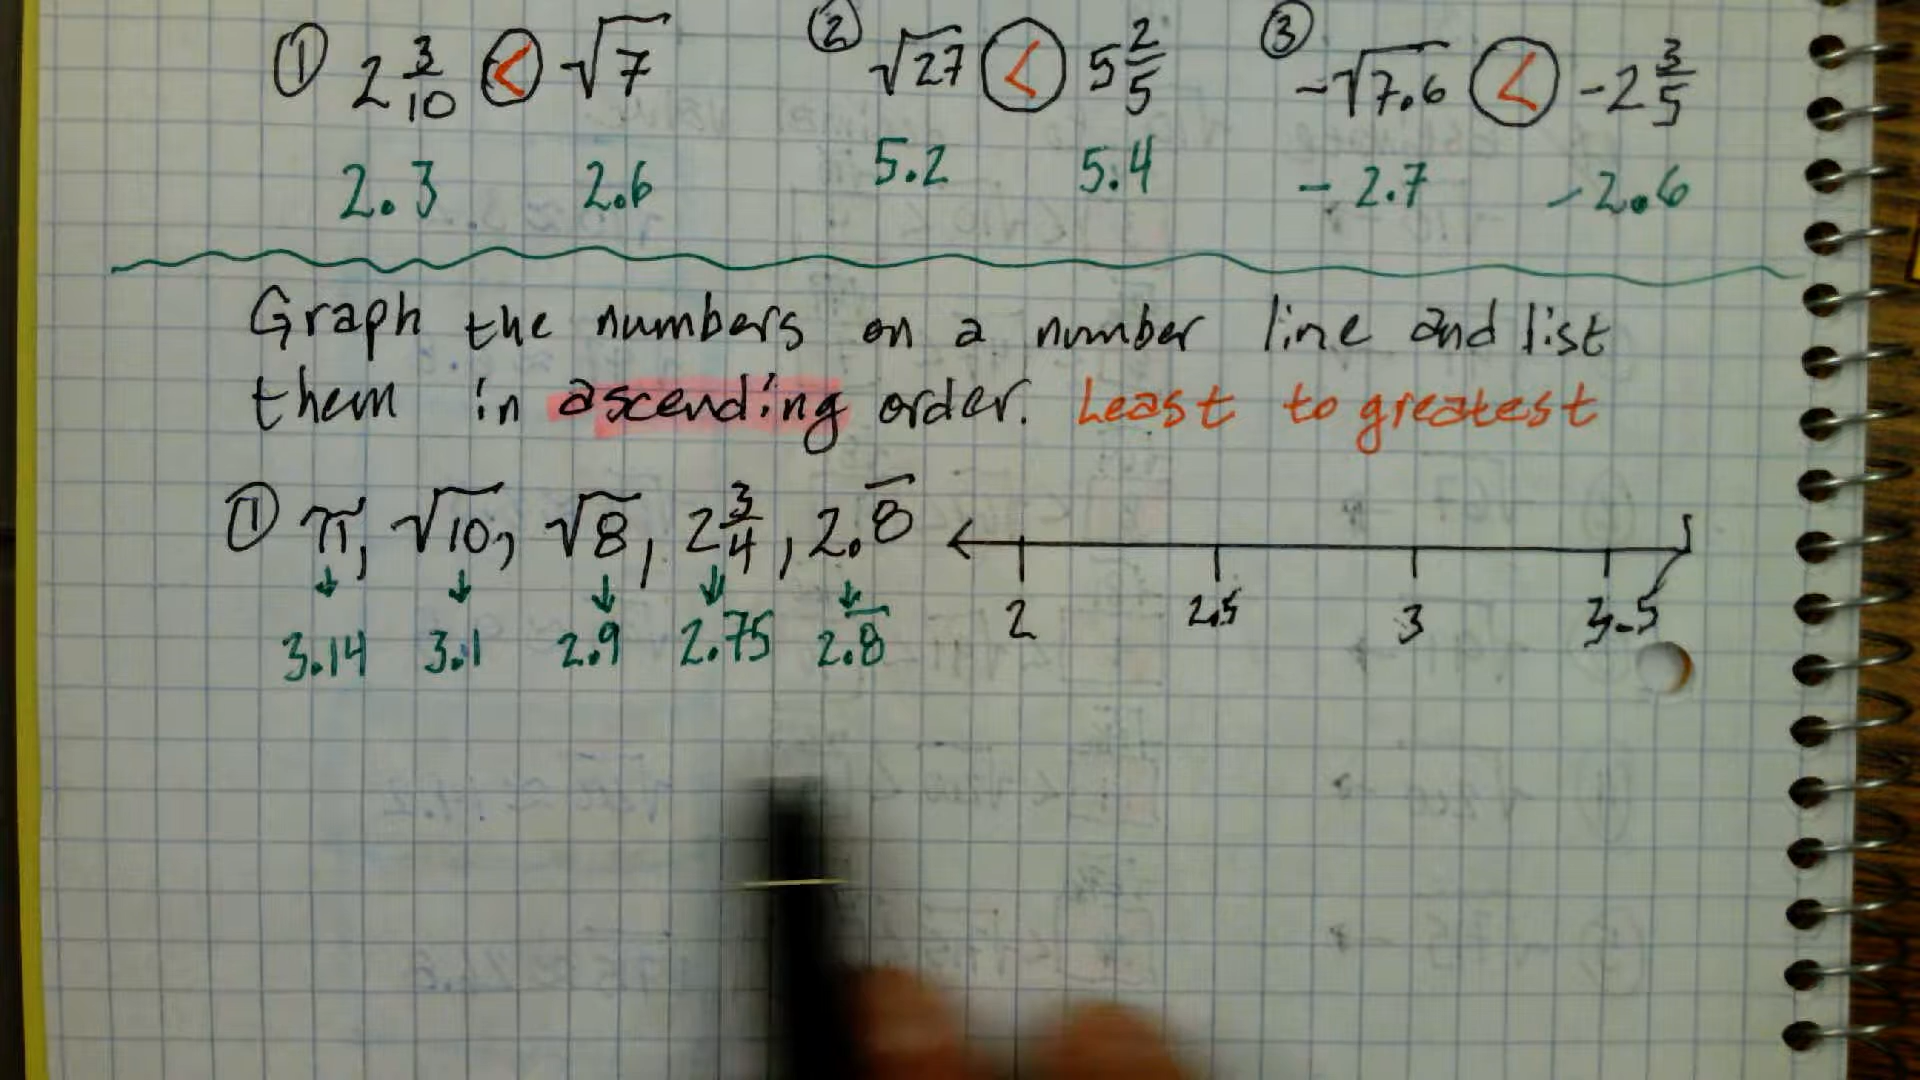 ① 2 3/10 < √7
② √27 < 5 2/5
③ -√7.6 < -2 3/5
2.3 2.6 5.2 5.4 - 2.7 -2.6
Graph the numbers on a number line and list
them in ascending order. Least to greatest
① π, √10, √8, 2 3/4, 2.8̅
↓ ↓ ↓ ↓ ↓
3.14 3.1 2.9 2.75 2.8̅
2 2.5 3 3.5